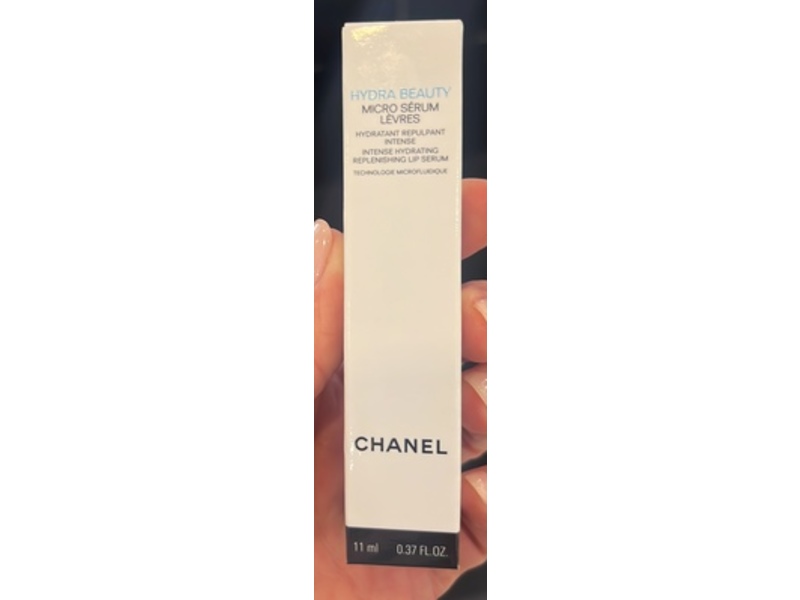 HYDRA BEAUTY
MICRO SÉRUM
LÈVRES
HYDRATANT REPULPANT
INTENSE
INTENSE HYDRATING
REPLENISHING LIP SERUM
TECHNOLOGIE MICROFLUIDIQUE
CHANEL
11 ml 0.37 FL.OZ.